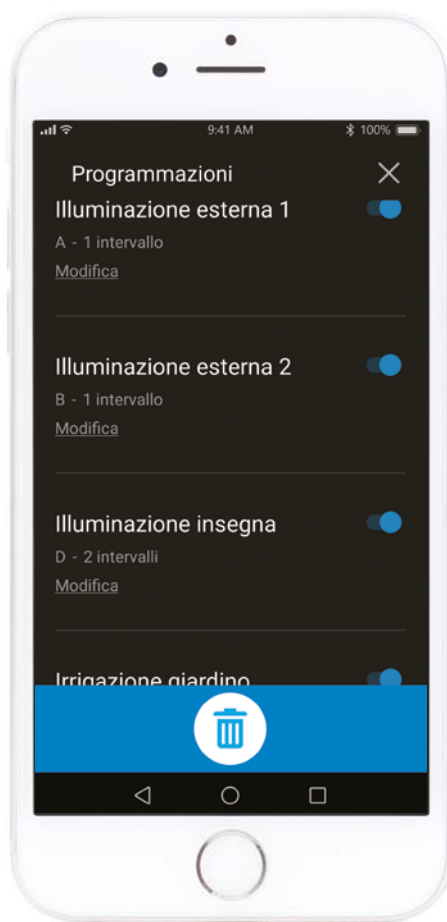 9:41 AM
100%
Programmazioni
Illuminazione esterna 1
A - 1 intervallo
Modifica
Illuminazione esterna 2
B - 1 intervallo
Modifica
Illuminazione insegna
D - 2 intervalli
Modifica
Irrigazione giardino